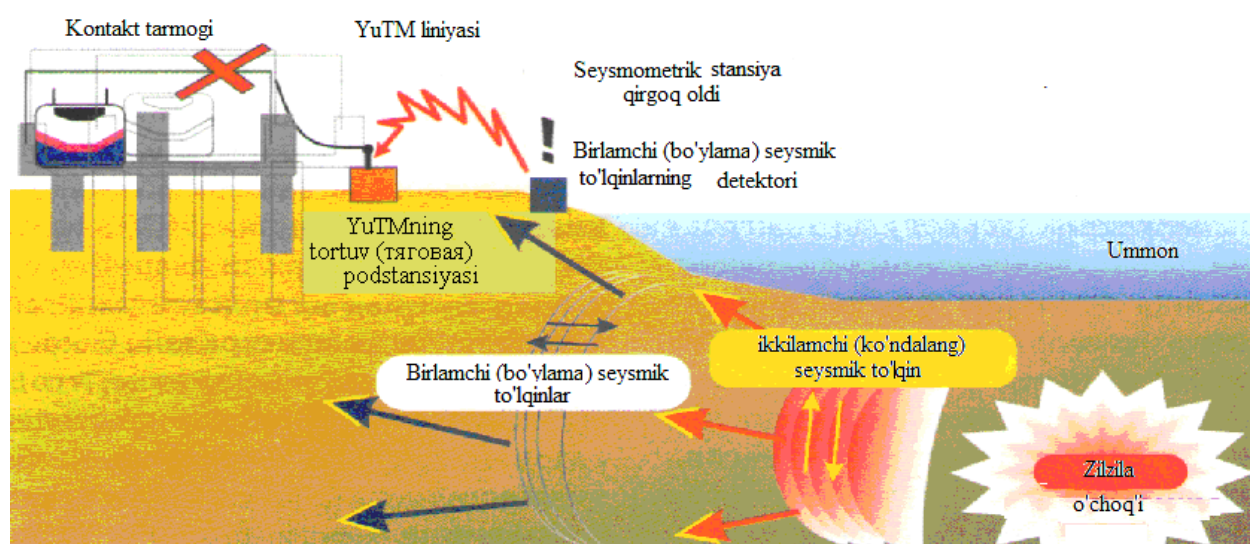 Kontakt tarmogi
YuTM liniyasi
Seysmometrik stansiya
qirgoq oldi
Birlamchi (bo'ylama) seysmik
to'lqinlarning detektori
YuTMning
tortuv (тяговая)
podstansiyasi
Ummon
ikkilamchi (ko'ndalang)
seysmik to'lqin
Birlamchi (bo'ylama) seysmik
to'lqinlar
Zilzila
o'choq'i